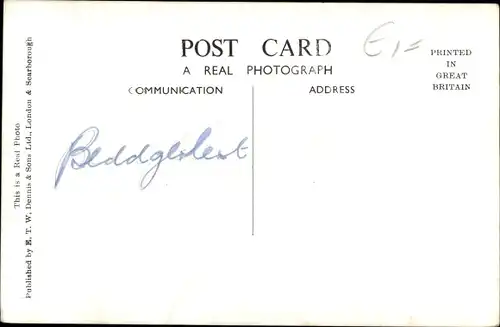 POST CARD
A REAL PHOTOGRAPH
COMMUNICATION
ADDRESS
PRINTED
IN
GREAT
BRITAIN
Beddgelert
This is a Real Photo
Published by E. T. W. Dennis & Sons Ltd., London & Scarborough